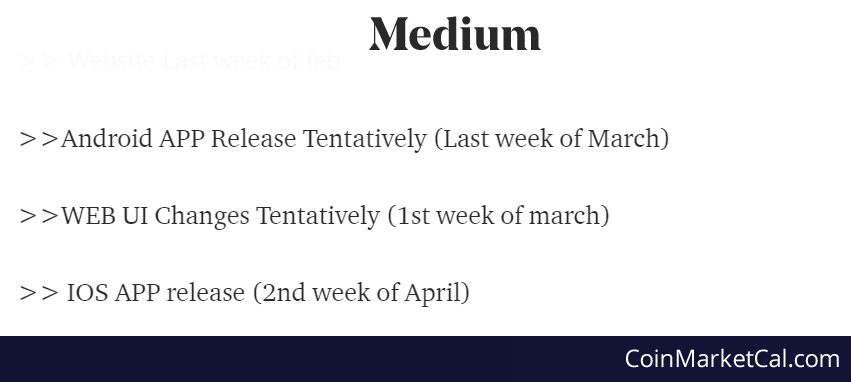 Medium
>> Website Last week of feb
>>Android APP Release Tentatively (Last week of March)
>>WEB UI Changes Tentatively (1st week of march)
>> IOS APP release (2nd week of April)
CoinMarketCal.com